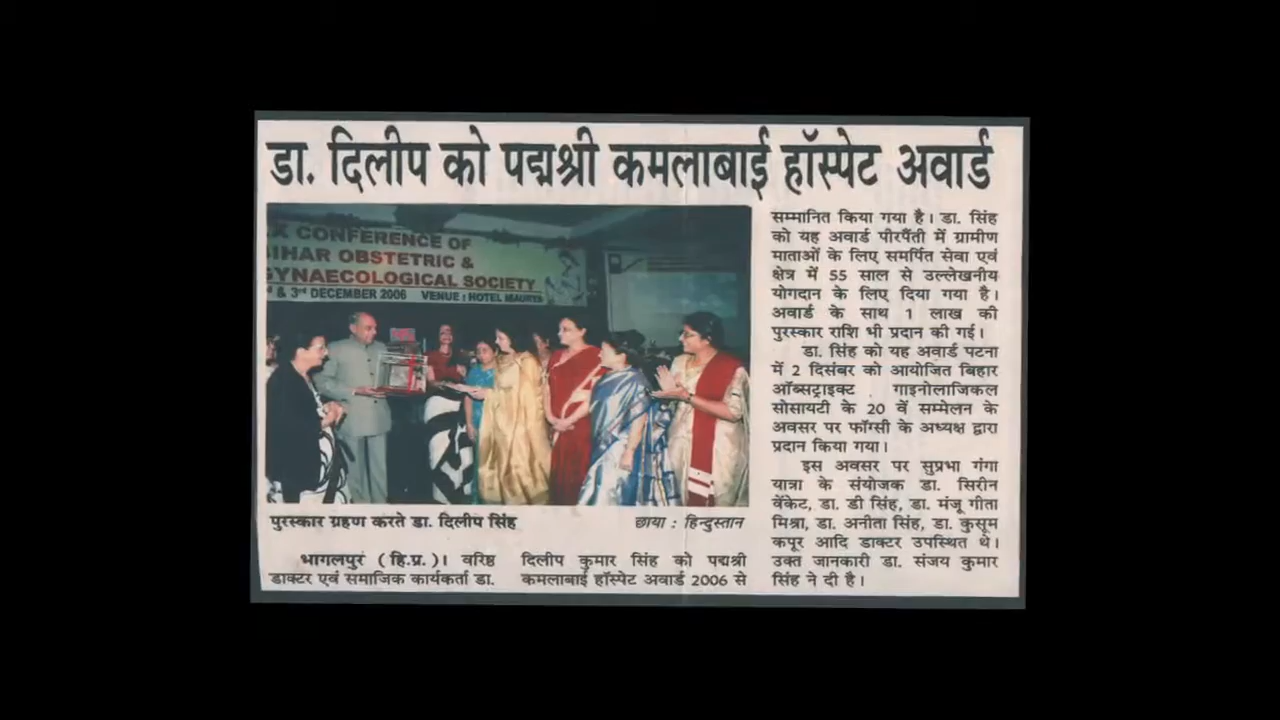 डा. दिलीप को पद्मश्री कमलाबाई हॉस्पेट अवार्ड
CONFERENCE OF
BIHAR OBSTETRIC &
GYNAECOLOGICAL SOCIETY
& 3rd DECEMBER 2006 VENUE : HOTEL MAURYA
पुरस्कार ग्रहण करते डा. दिलीप सिंह
छाया : हिन्दुस्तान
भागलपुर (हि.प्र.)। वरिष्ठ
डाक्टर एवं समाजिक कार्यकर्ता डा.
दिलीप कुमार सिंह को पद्मश्री
कमलाबाई हॉस्पेट अवार्ड 2006 से
सम्मानित किया गया है। डा. सिंह
को यह अवार्ड पीरपैंती में ग्रामीण
माताओं के लिए समर्पित सेवा एवं
क्षेत्र में 55 साल से उल्लेखनीय
योगदान के लिए दिया गया है।
अवार्ड के साथ 1 लाख की
पुरस्कार राशि भी प्रदान की गई।
डा. सिंह को यह अवार्ड पटना
में 2 दिसंबर को आयोजित बिहार
ऑब्सट्राइक्ट . गाइनोलाजिकल
सोसायटी के 20 वें सम्मेलन के
अवसर पर फॉग्सी के अध्यक्ष द्वारा
प्रदान किया गया।
इस अवसर पर सुप्रभा गंगा
यात्रा के संयोजक डा. सिरीन
वेंकेट, डा. डी सिंह, डा. मंजू गीता
मिश्रा, डा. अनीता सिंह, डा. कुसूम
कपूर आदि डाक्टर उपस्थित थे।
उक्त जानकारी डा. संजय कुमार
सिंह ने दी है।